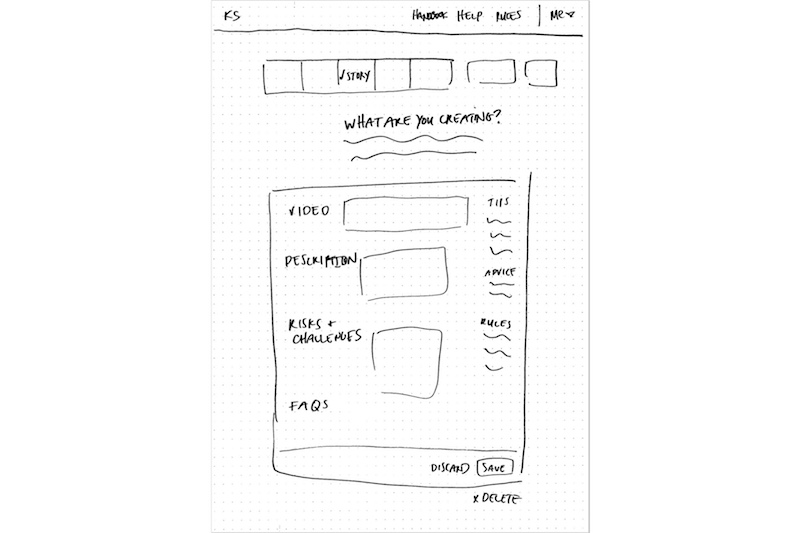 KS
HANDBOOK HELP RULES ME
✓STORY
WHAT ARE YOU CREATING?
VIDEO
TIPS
DESCRIPTION
ADVICE
RISKS +
CHALLENGES
RULES
FAQS
DISCARD SAVE
x DELETE